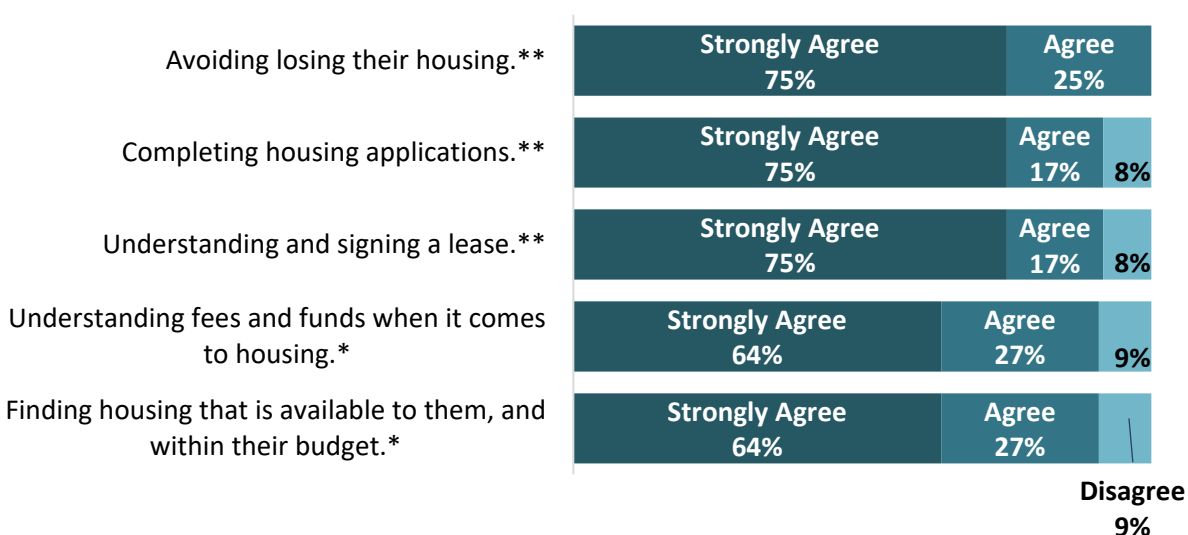 Avoiding losing their housing.**
Strongly Agree
75%
Agree
25%
Completing housing applications.**
Strongly Agree
75%
Agree
17%
8%
Understanding and signing a lease.**
Strongly Agree
75%
Agree
17%
8%
Understanding fees and funds when it comes
to housing.*
Strongly Agree
64%
Agree
27%
9%
Finding housing that is available to them, and
within their budget.*
Strongly Agree
64%
Agree
27%
Disagree
9%